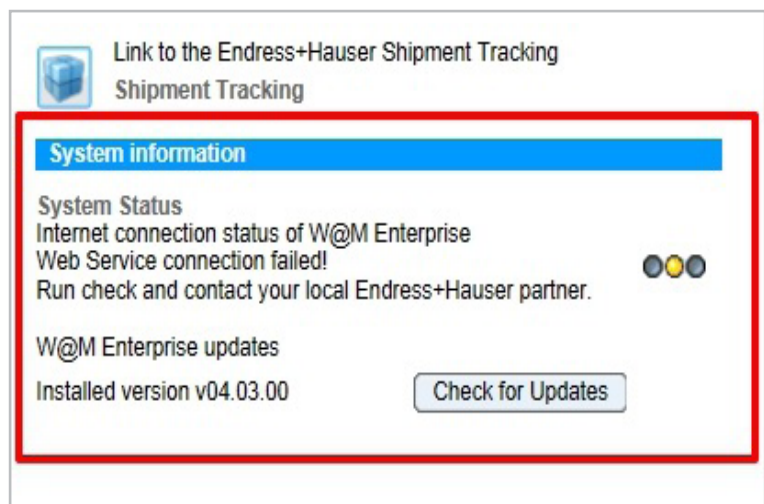 Link to the Endress+Hauser Shipment Tracking
Shipment Tracking
System information
System Status
Internet connection status of W@M Enterprise
Web Service connection failed!
Run check and contact your local Endress+Hauser partner.
W@M Enterprise updates
Installed version v04.03.00
Check for Updates